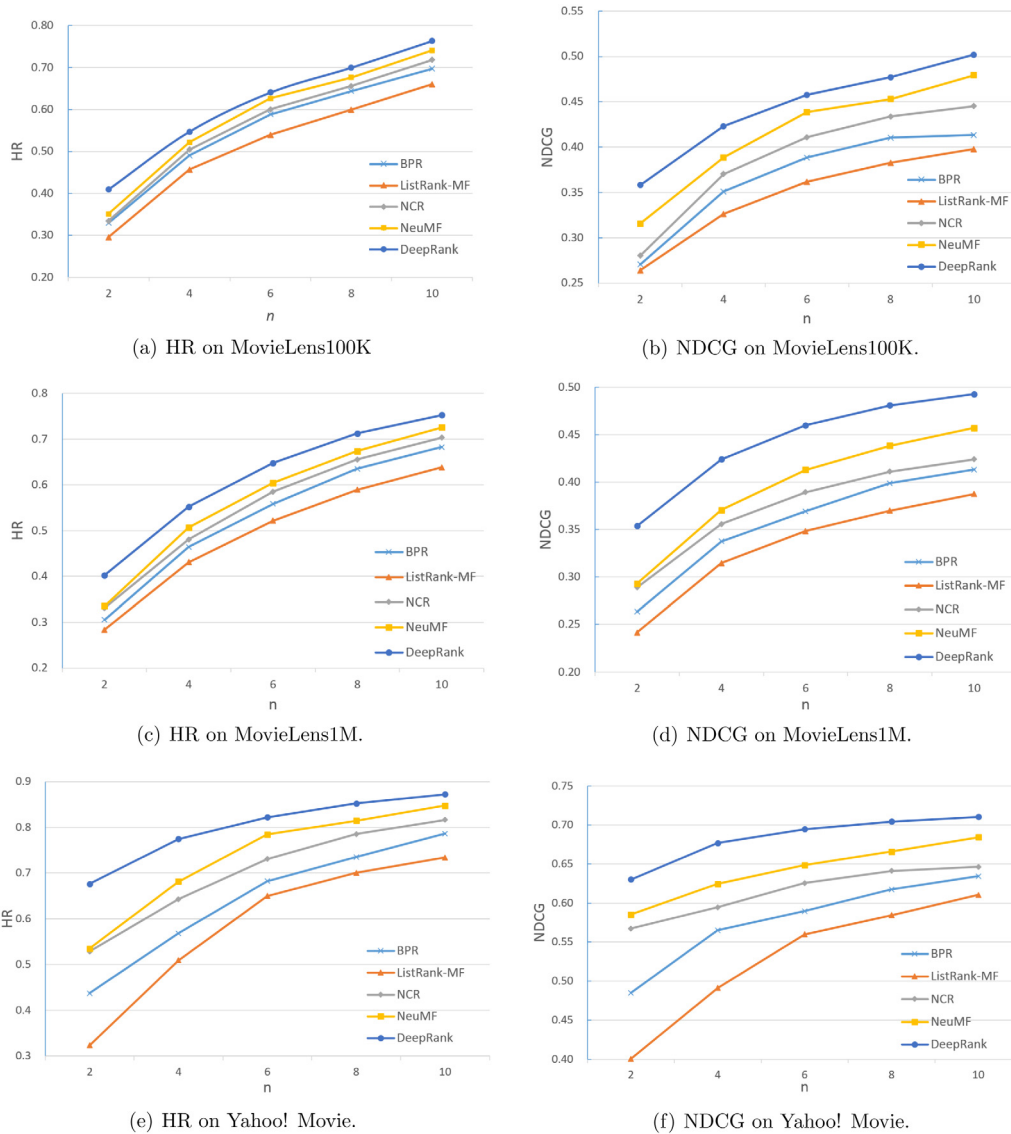 0.80
0.70
0.60
0.50
0.40
0.30
0.20
HR
2
4
6
8
10
n
BPR
ListRank-MF
NCR
NeuMF
DeepRank
(a) HR on MovieLens100K
0.55
0.50
0.45
0.40
0.35
0.30
0.25
NDCG
2
4
6
8
10
n
BPR
ListRank-MF
NCR
NeuMF
DeepRank
(b) NDCG on MovieLens100K.
0.8
0.7
0.6
0.5
0.4
0.3
0.2
HR
2
4
6
8
10
n
BPR
ListRank-MF
NCR
NeuMF
DeepRank
(c) HR on MovieLens1M.
0.50
0.45
0.40
0.35
0.30
0.25
0.20
NDCG
2
4
6
8
10
n
BPR
ListRank-MF
NCR
NeuMF
DeepRank
(d) NDCG on MovieLens1M.
0.9
0.8
0.7
0.6
0.5
0.4
0.3
HR
2
4
6
8
10
n
BPR
ListRank-MF
NCR
NeuMF
DeepRank
(e) HR on Yahoo! Movie.
0.75
0.70
0.65
0.60
0.55
0.50
0.45
0.40
NDCG
2
4
6
8
10
n
BPR
ListRank-MF
NCR
NeuMF
DeepRank
(f) NDCG on Yahoo! Movie.